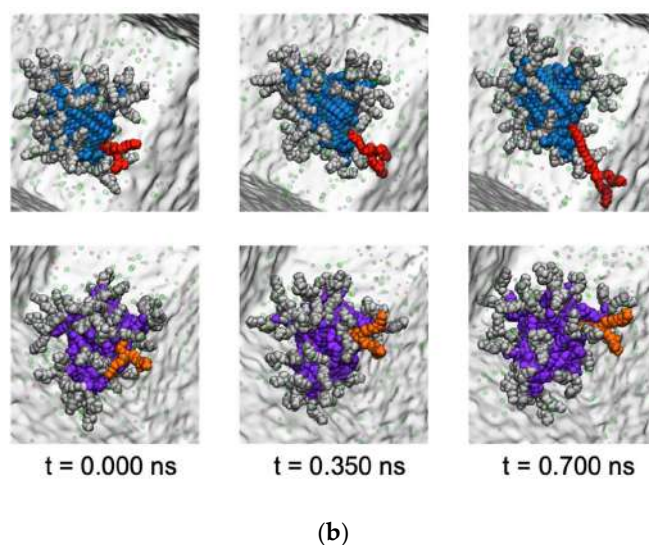 t = 0.000 ns t = 0.350 ns t = 0.700 ns
(b)